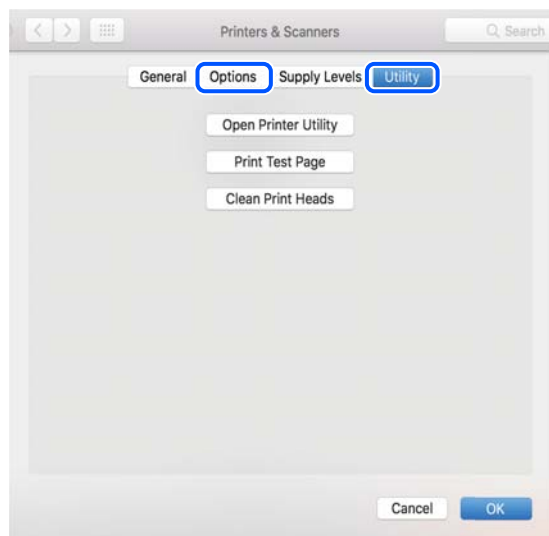 Printers & Scanners Search
General Options Supply Levels Utility
Open Printer Utility
Print Test Page
Clean Print Heads
Cancel OK